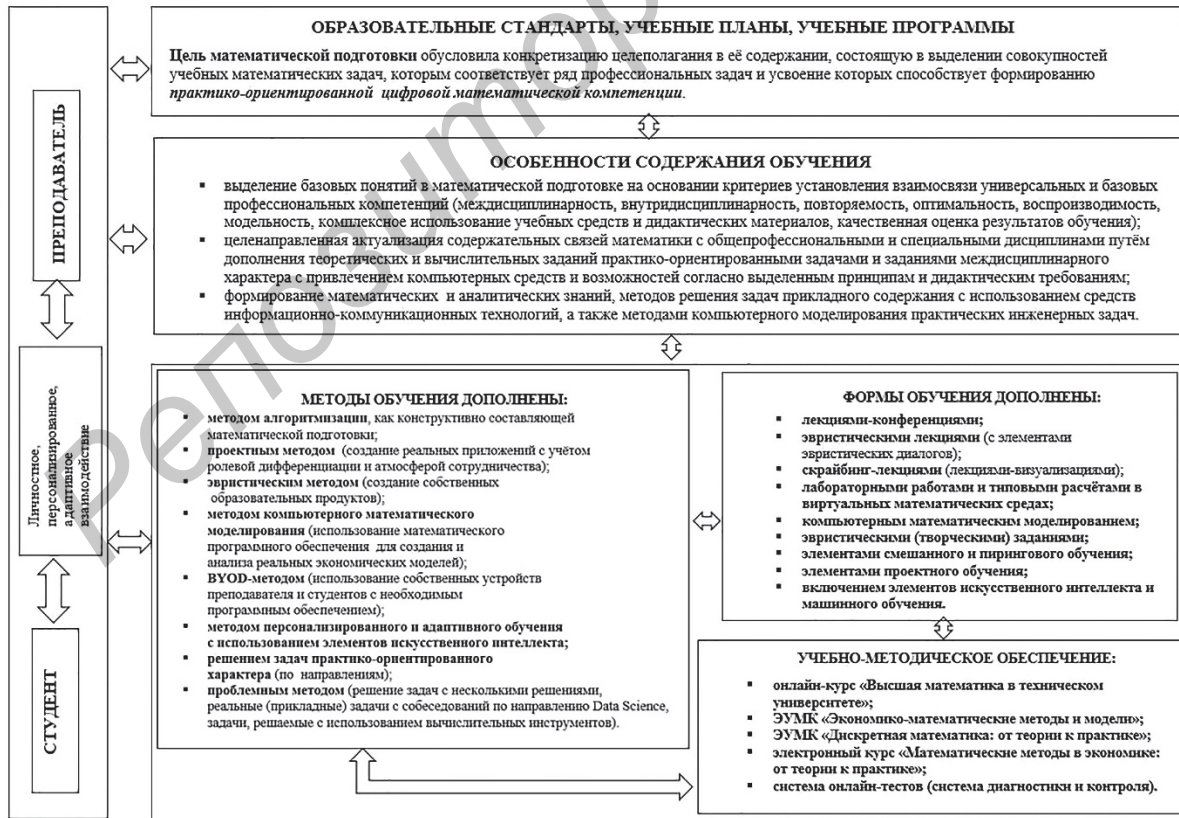 ОБРАЗОВАТЕЛЬНЫЕ СТАНДАРТЫ, УЧЕБНЫЕ ПЛАНЫ, УЧЕБНЫЕ ПРОГРАММЫ
Цель математической подготовки обусловила конкретизацию целеполагания в её содержании, состоящую в выделении совокупностей
учебных математических задач, которым соответствует ряд профессиональных задач и усвоение которых способствует формированию
практико-ориентированной цифровой математической компетенции.
ПРЕПОДАВАТЕЛЬ
Личностное,
персонализированное,
адаптивное
взаимодействие
СТУДЕНТ
ОСОБЕННОСТИ СОДЕРЖАНИЯ ОБУЧЕНИЯ
▪ выделение базовых понятий в математической подготовке на основании критериев установления взаимосвязи универсальных и базовых
профессиональных компетенций (междисциплинарность, внутридисциплинарность, повторяемость, оптимальность, воспроизводимость,
модельность, комплексное использование учебных средств и дидактических материалов, качественная оценка результатов обучения);
▪ целенаправленная актуализация содержательных связей математики с общепрофессиональными и специальными дисциплинами путём
дополнения теоретических и вычислительных заданий практико-ориентированными задачами и заданиями междисциплинарного
характера с привлечением компьютерных средств и возможностей согласно выделенным принципам и дидактическим требованиям;
▪ формирование математических и аналитических знаний, методов решения задач прикладного содержания с использованием средств
информационно-коммуникационных технологий, а также методами компьютерного моделирования практических инженерных задач.
МЕТОДЫ ОБУЧЕНИЯ ДОПОЛНЕНЫ:
▪ методом алгоритмизации, как конструктивно составляющей
математической подготовки;
▪ проектным методом (создание реальных приложений с учётом
ролевой дифференциации и атмосферой сотрудничества);
▪ эвристическим методом (создание собственных
образовательных продуктов);
▪ методом компьютерного математического
моделирования (использование математического
программного обеспечения для создания и
анализа реальных экономических моделей);
▪ BYOD-методом (использование собственных устройств
преподавателя и студентов с необходимым
программным обеспечением);
▪ методом персонализированного и адаптивного обучения
с использованием элементов искусственного интеллекта;
▪ решением задач практико-ориентированного
характера (по направлениям);
▪ проблемным методом (решение задач с несколькими решениями,
реальные (прикладные) задачи с собеседований по направлению Data Science,
задачи, решаемые с использованием вычислительных инструментов).
ФОРМЫ ОБУЧЕНИЯ ДОПОЛНЕНЫ:
▪ лекциями-конференциями;
▪ эвристическими лекциями (с элементами
эвристических диалогов);
▪ скрайбинг-лекциями (лекциями-визуализациями);
▪ лабораторными работами и типовыми расчётами в
виртуальных математических средах;
▪ компьютерным математическим моделированием;
▪ эвристическими (творческими) заданиями;
▪ элементами смешанного и пирингового обучения;
▪ элементами проектного обучения;
▪ включением элементов искусственного интеллекта и
машинного обучения.
УЧЕБНО-МЕТОДИЧЕСКОЕ ОБЕСПЕЧЕНИЕ:
▪ онлайн-курс «Высшая математика в техническом
университете»;
▪ ЭУМК «Экономико-математические методы и модели»;
▪ ЭУМК «Дискретная математика: от теории к практике»;
▪ электронный курс «Математические методы в экономике:
от теории к практике»;
▪ система онлайн-тестов (система диагностики и контроля).
Репозитор